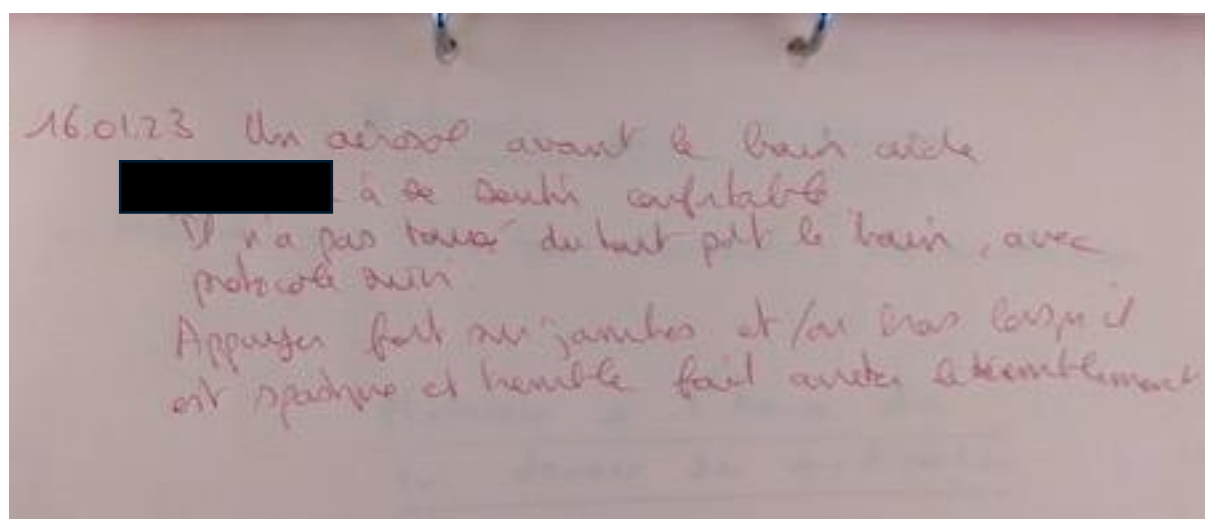 16.01.23 Un aérosol avant le bain aide
à se sentir confortable
Il n'a pas toussé du tout pdt le bain, avec
protocole suivi.
Appuyer fort sur jambes et/ou bras lorsqu'il
est spastique et tremble fait arrêter le tremblement